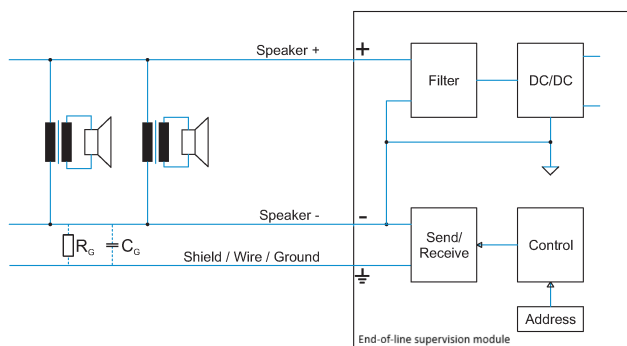 Speaker +
+
Filter
DC/DC
Speaker -
-
Send/
Receive
Control
RG
CG
Shield / Wire / Ground
Address
End-of-line supervision module